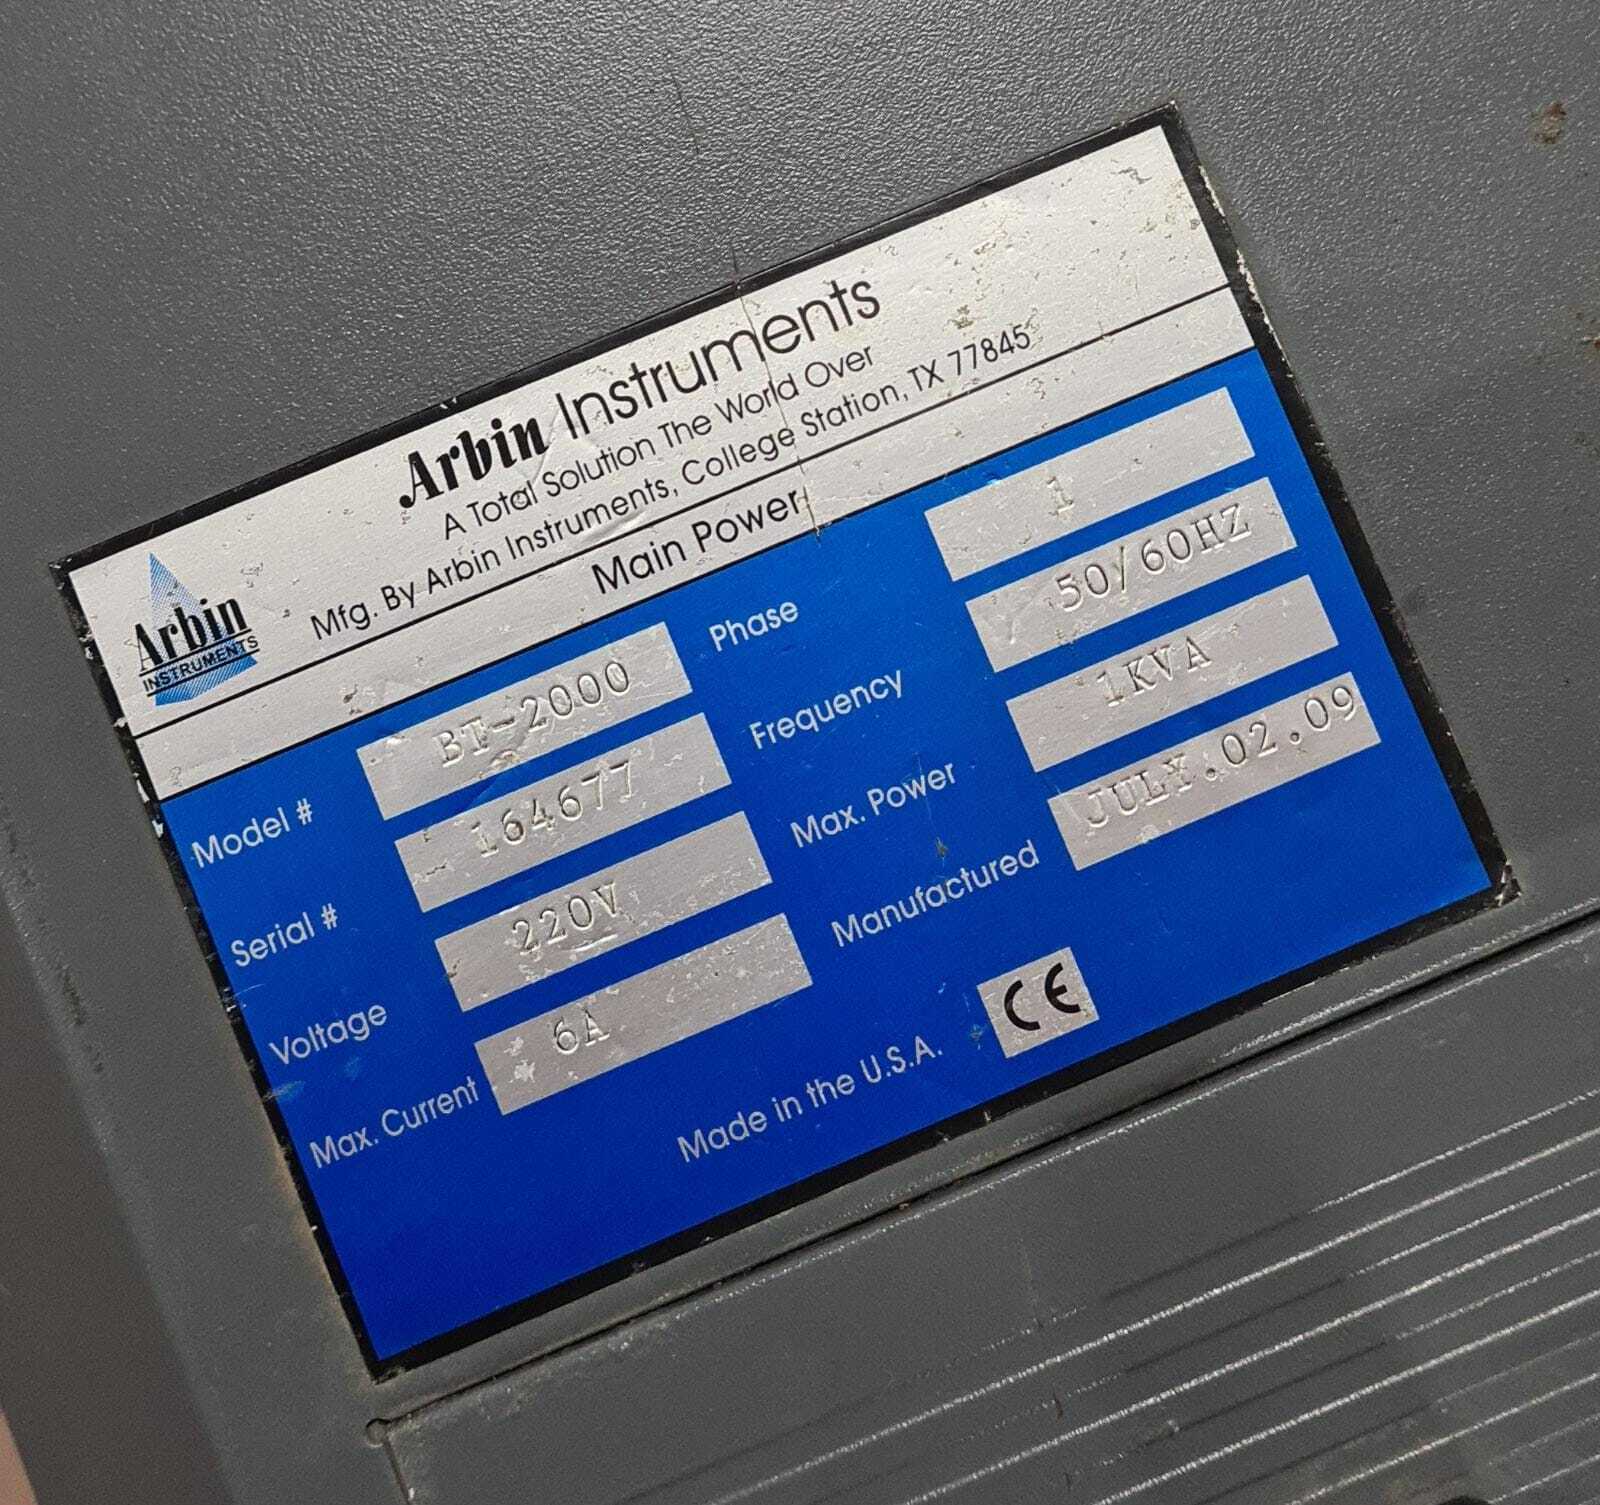 Arbin Instruments
A Total Solution The World Over
Mfg. By Arbin Instruments, College Station, TX 77845
Arbin
INSTRUMENTS
Main Power
Model # BT-2000
Serial # 164677
Voltage 220V
Max. Current 6A
Phase 1
Frequency 50/60HZ
Max. Power 1KVA
Manufactured JULY.02.09
Made in the U.S.A. CE